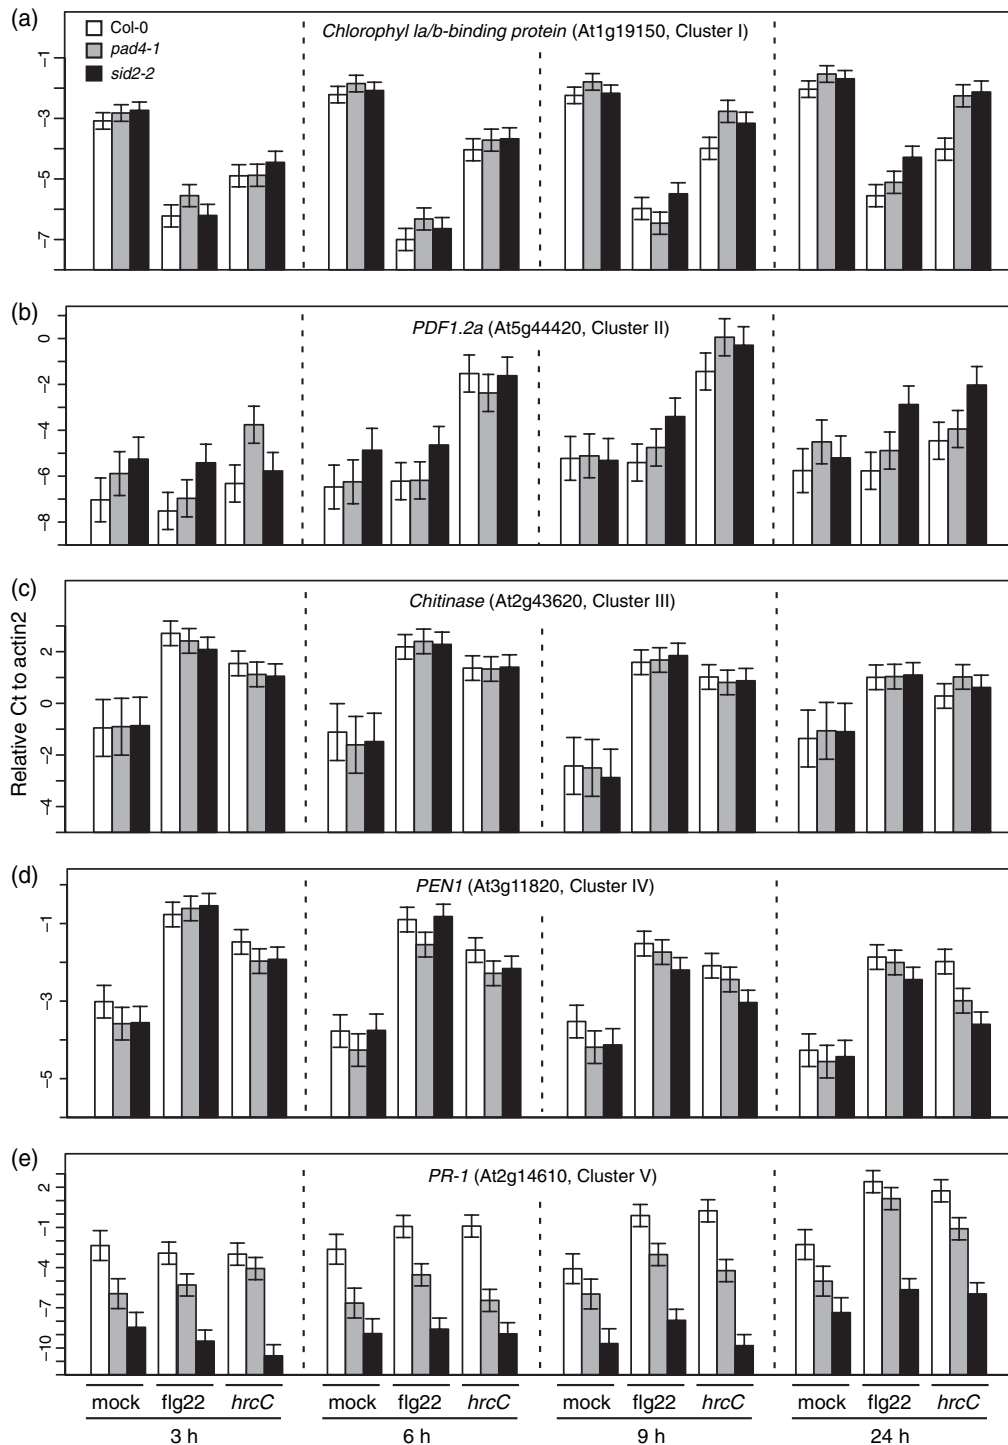 (a)
Col-0
pad4-1
sid2-2
Chlorophyl la/b-binding protein (At1g19150, Cluster I)
-1
-3
-5
-7
(b)
PDF1.2a (At5g44420, Cluster II)
0
-2
-4
-6
-8
(c)
Chitinase (At2g43620, Cluster III)
2
0
-2
-4
Relative Ct to actin2
(d)
PEN1 (At3g11820, Cluster IV)
-1
-3
-5
(e)
PR-1 (At2g14610, Cluster V)
2
-1
-4
-7
-10
mock flg22 hrcC mock flg22 hrcC mock flg22 hrcC mock flg22 hrcC
3 h 6 h 9 h 24 h